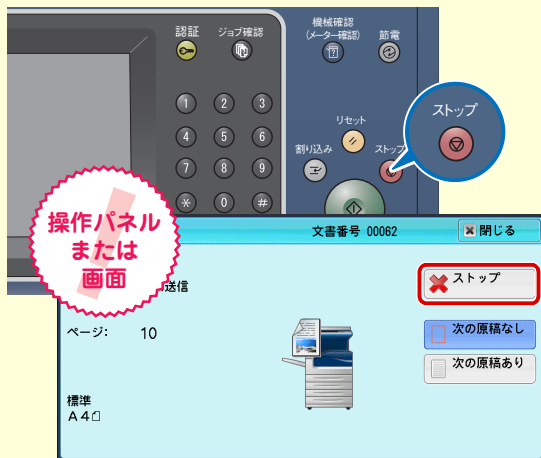 認証
ジョブ確認
機械確認
(メーター確認)
節電
1 2 3
4 5 6
7 8 9
* 0 #
リセット
割り込み
ストップ
ストップ
操作パネル
または
画面
文書番号 00062
閉じる
送信
ストップ
ページ: 10
次の原稿なし
次の原稿あり
標準
A4